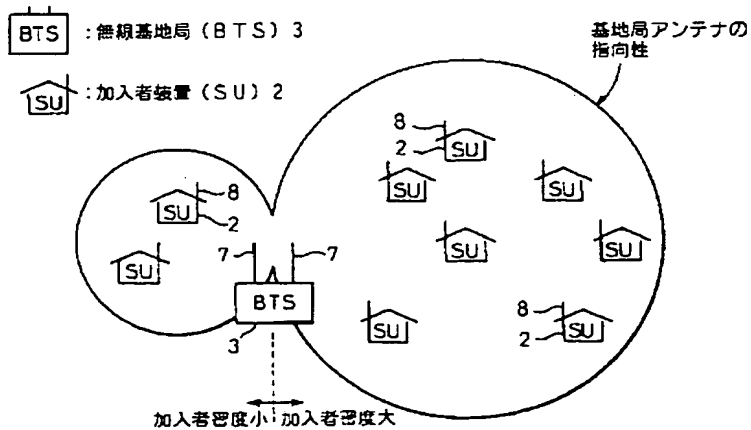 BTS :無線基地局(BTS)3
SU :加入者装置(SU)2
基地局アンテナの
指向性
8
2 SU
SU
SU
8
SU 2
SU
SU
SU
7 7
BTS
3
SU
8
2 SU
加入者密度小 加入者密度大